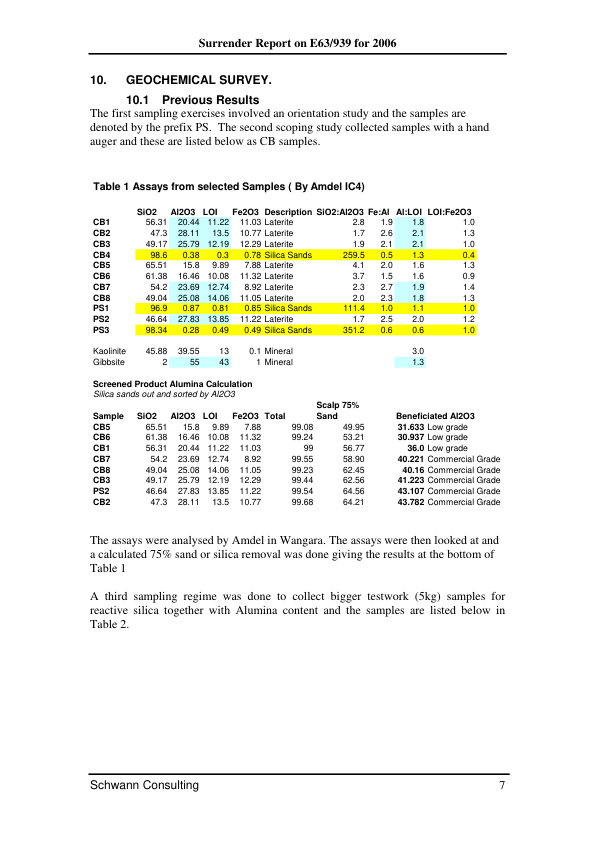 Surrender Report on E63/939 for 2006
10. GEOCHEMICAL SURVEY.
10.1 Previous Results
The first sampling exercises involved an orientation study and the samples are
denoted by the prefix PS. The second scoping study collected samples with a hand
auger and these are listed below as CB samples.
Table 1 Assays from selected Samples ( By Amdel IC4)
SiO2 Al2O3 LOI Fe2O3 Description SiO2:Al2O3 Fe:Al Al:LOI LOI:Fe2O3
CB1 56.31 20.44 11.22 11.03 Laterite 2.8 1.9 1.8 1.0
CB2 47.3 28.11 13.5 10.77 Laterite 1.7 2.6 2.1 1.3
CB3 49.17 25.79 12.19 12.29 Laterite 1.9 2.1 2.1 1.0
CB4 98.6 0.38 0.3 0.78 Silica Sands 259.5 0.5 1.3 0.4
CB5 65.51 15.8 9.89 7.88 Laterite 4.1 2.0 1.6 1.3
CB6 61.38 16.46 10.08 11.32 Laterite 3.7 1.5 1.6 0.9
CB7 54.2 23.69 12.74 8.92 Laterite 2.3 2.7 1.9 1.4
CB8 49.04 25.08 14.06 11.05 Laterite 2.0 2.3 1.8 1.3
PS1 96.9 0.87 0.81 0.85 Silica Sands 111.4 1.0 1.1 1.0
PS2 46.64 27.83 13.85 11.22 Laterite 1.7 2.5 2.0 1.2
PS3 98.34 0.28 0.49 0.49 Silica Sands 351.2 0.6 0.6 1.0
Kaolinite 45.88 39.55 13 0.1 Mineral 3.0
Gibbsite 2 55 43 1 Mineral 1.3
Screened Product Alumina Calculation
Silica sands out and sorted by Al2O3
Scalp 75%
Sample SiO2 Al2O3 LOI Fe2O3 Total Sand Beneficiated Al2O3
CB5 65.51 15.8 9.89 7.88 99.08 49.95 31.633 Low grade
CB6 61.38 16.46 10.08 11.32 99.24 53.21 30.937 Low grade
CB1 56.31 20.44 11.22 11.03 99 56.77 36.0 Low grade
CB7 54.2 23.69 12.74 8.92 99.55 58.90 40.221 Commercial Grade
CB8 49.04 25.08 14.06 11.05 99.23 62.45 40.16 Commercial Grade
CB3 49.17 25.79 12.19 12.29 99.44 62.56 41.223 Commercial Grade
PS2 46.64 27.83 13.85 11.22 99.54 64.56 43.107 Commercial Grade
CB2 47.3 28.11 13.5 10.77 99.68 64.21 43.782 Commercial Grade
The assays were analysed by Amdel in Wangara. The assays were then looked at and
a calculated 75% sand or silica removal was done giving the results at the bottom of
Table 1
A third sampling regime was done to collect bigger testwork (5kg) samples for
reactive silica together with Alumina content and the samples are listed below in
Table 2.
Schwann Consulting 7